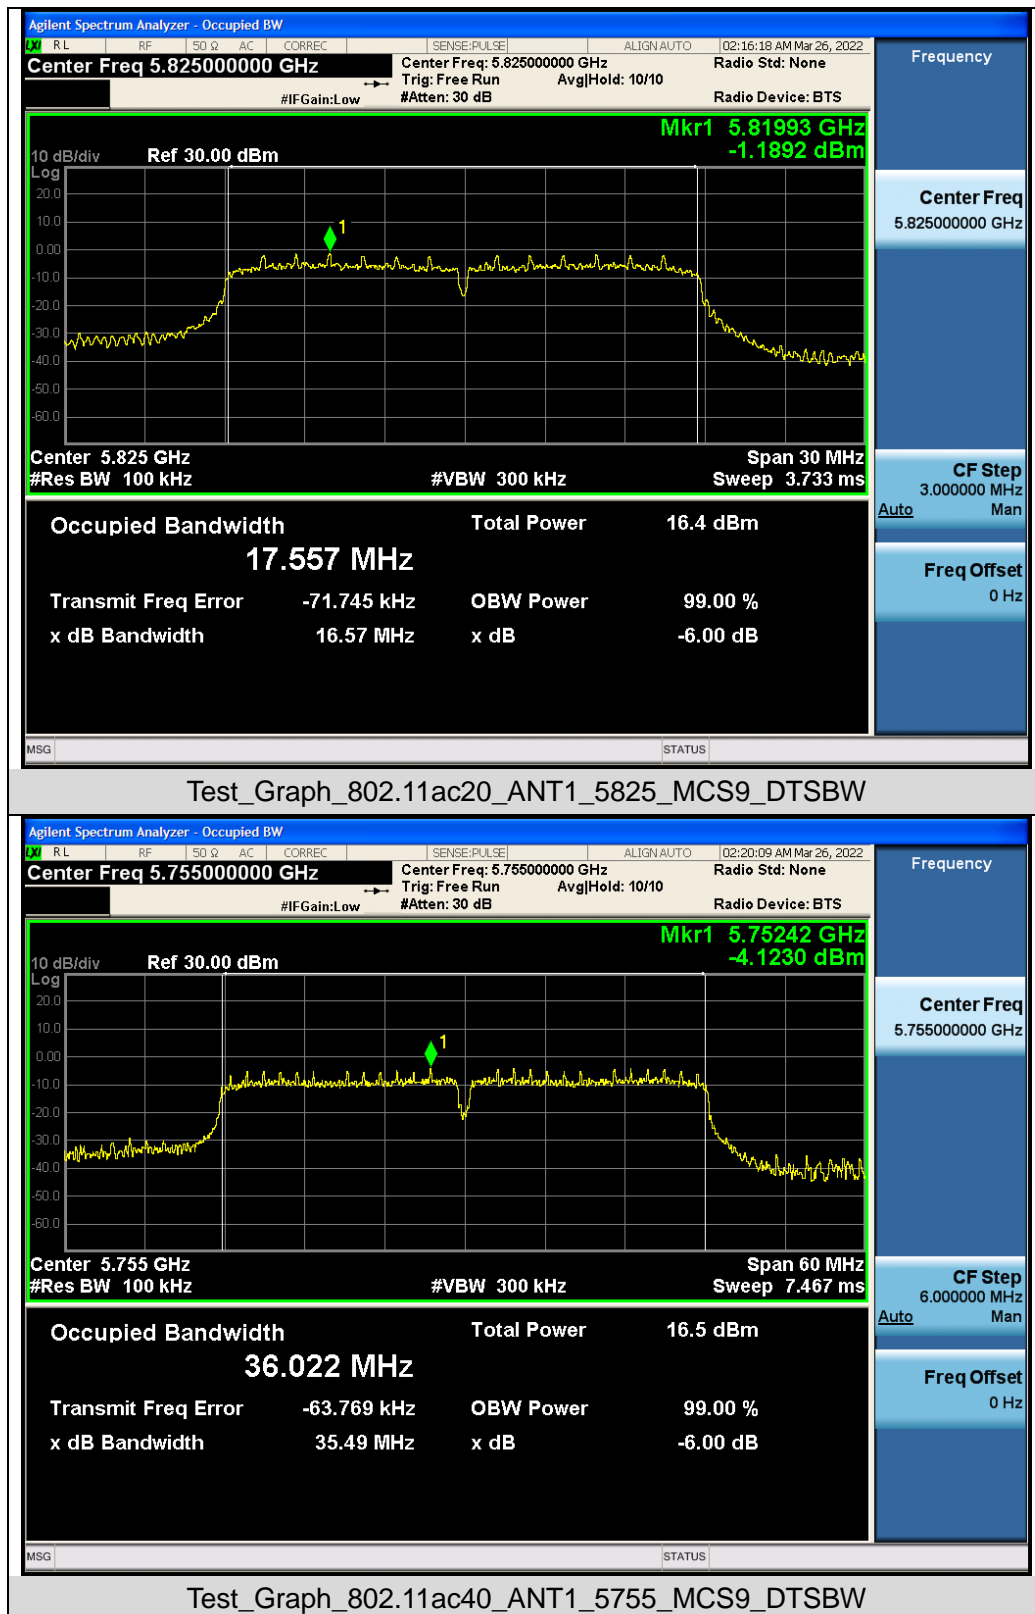 Agilent Spectrum Analyzer - Occupied BW
LXI RL RF 50 Ω AC CORREC SENSE:PULSE ALIGN AUTO 02:16:18 AM Mar 26, 2022
Center Freq 5.825000000 GHz
Center Freq: 5.825000000 GHz Radio Std: None
Trig: Free Run Avg|Hold: 10/10
#IFGain:Low #Atten: 30 dB Radio Device: BTS
Mkr1 5.81993 GHz
-1.1892 dBm
10 dB/div Ref 30.00 dBm
Log
20.0
10.0
1
0.00
-10.0
-20.0
-30.0
-40.0
-50.0
-60.0
Center 5.825 GHz Span 30 MHz
#Res BW 100 kHz #VBW 300 kHz Sweep 3.733 ms
Occupied Bandwidth Total Power 16.4 dBm
17.557 MHz
Transmit Freq Error -71.745 kHz OBW Power 99.00 %
x dB Bandwidth 16.57 MHz x dB -6.00 dB
MSG STATUS
Frequency
Center Freq
5.825000000 GHz
CF Step
3.000000 MHz
Auto Man
Freq Offset
0 Hz
Test_Graph_802.11ac20_ANT1_5825_MCS9_DTSBW
Agilent Spectrum Analyzer - Occupied BW
LXI RL RF 50 Ω AC CORREC SENSE:PULSE ALIGN AUTO 02:20:09 AM Mar 26, 2022
Center Freq 5.755000000 GHz
Center Freq: 5.755000000 GHz Radio Std: None
Trig: Free Run Avg|Hold: 10/10
#IFGain:Low #Atten: 30 dB Radio Device: BTS
Mkr1 5.75242 GHz
-4.1230 dBm
10 dB/div Ref 30.00 dBm
Log
20.0
10.0
1
0.00
-10.0
-20.0
-30.0
-40.0
-50.0
-60.0
Center 5.755 GHz Span 60 MHz
#Res BW 100 kHz #VBW 300 kHz Sweep 7.467 ms
Occupied Bandwidth Total Power 16.5 dBm
36.022 MHz
Transmit Freq Error -63.769 kHz OBW Power 99.00 %
x dB Bandwidth 35.49 MHz x dB -6.00 dB
MSG STATUS
Frequency
Center Freq
5.755000000 GHz
CF Step
6.000000 MHz
Auto Man
Freq Offset
0 Hz
Test_Graph_802.11ac40_ANT1_5755_MCS9_DTSBW